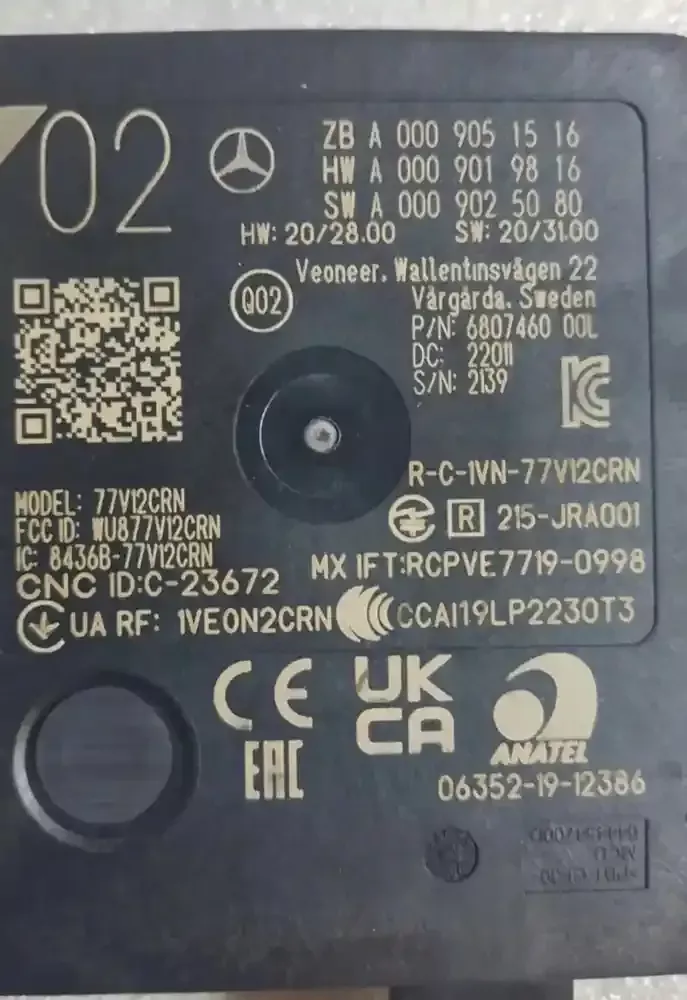 02
ZB A 000 905 15 16
HW A 000 901 98 16
SW A 000 902 50 80
HW: 20/28.00 SW: 20/31.00
Q02
Veoneer, Wallentinsvägen 22
Vårgårda, Sweden
P/N: 6807460 00L
DC: 22011
S/N: 2139
R-C-1VN-77V12CRN
MODEL: 77V12CRN
FCC ID: WU877V12CRN
IC: 8436B-77V12CRN
R 215-JRA001
MX IFT:RCPVE7719-0998
CNC ID:C-23672
UA RF: 1VEON2CRN
CCAI19LP2230T3
CE
UK
CA
EAC
ANATEL
06352-19-12386